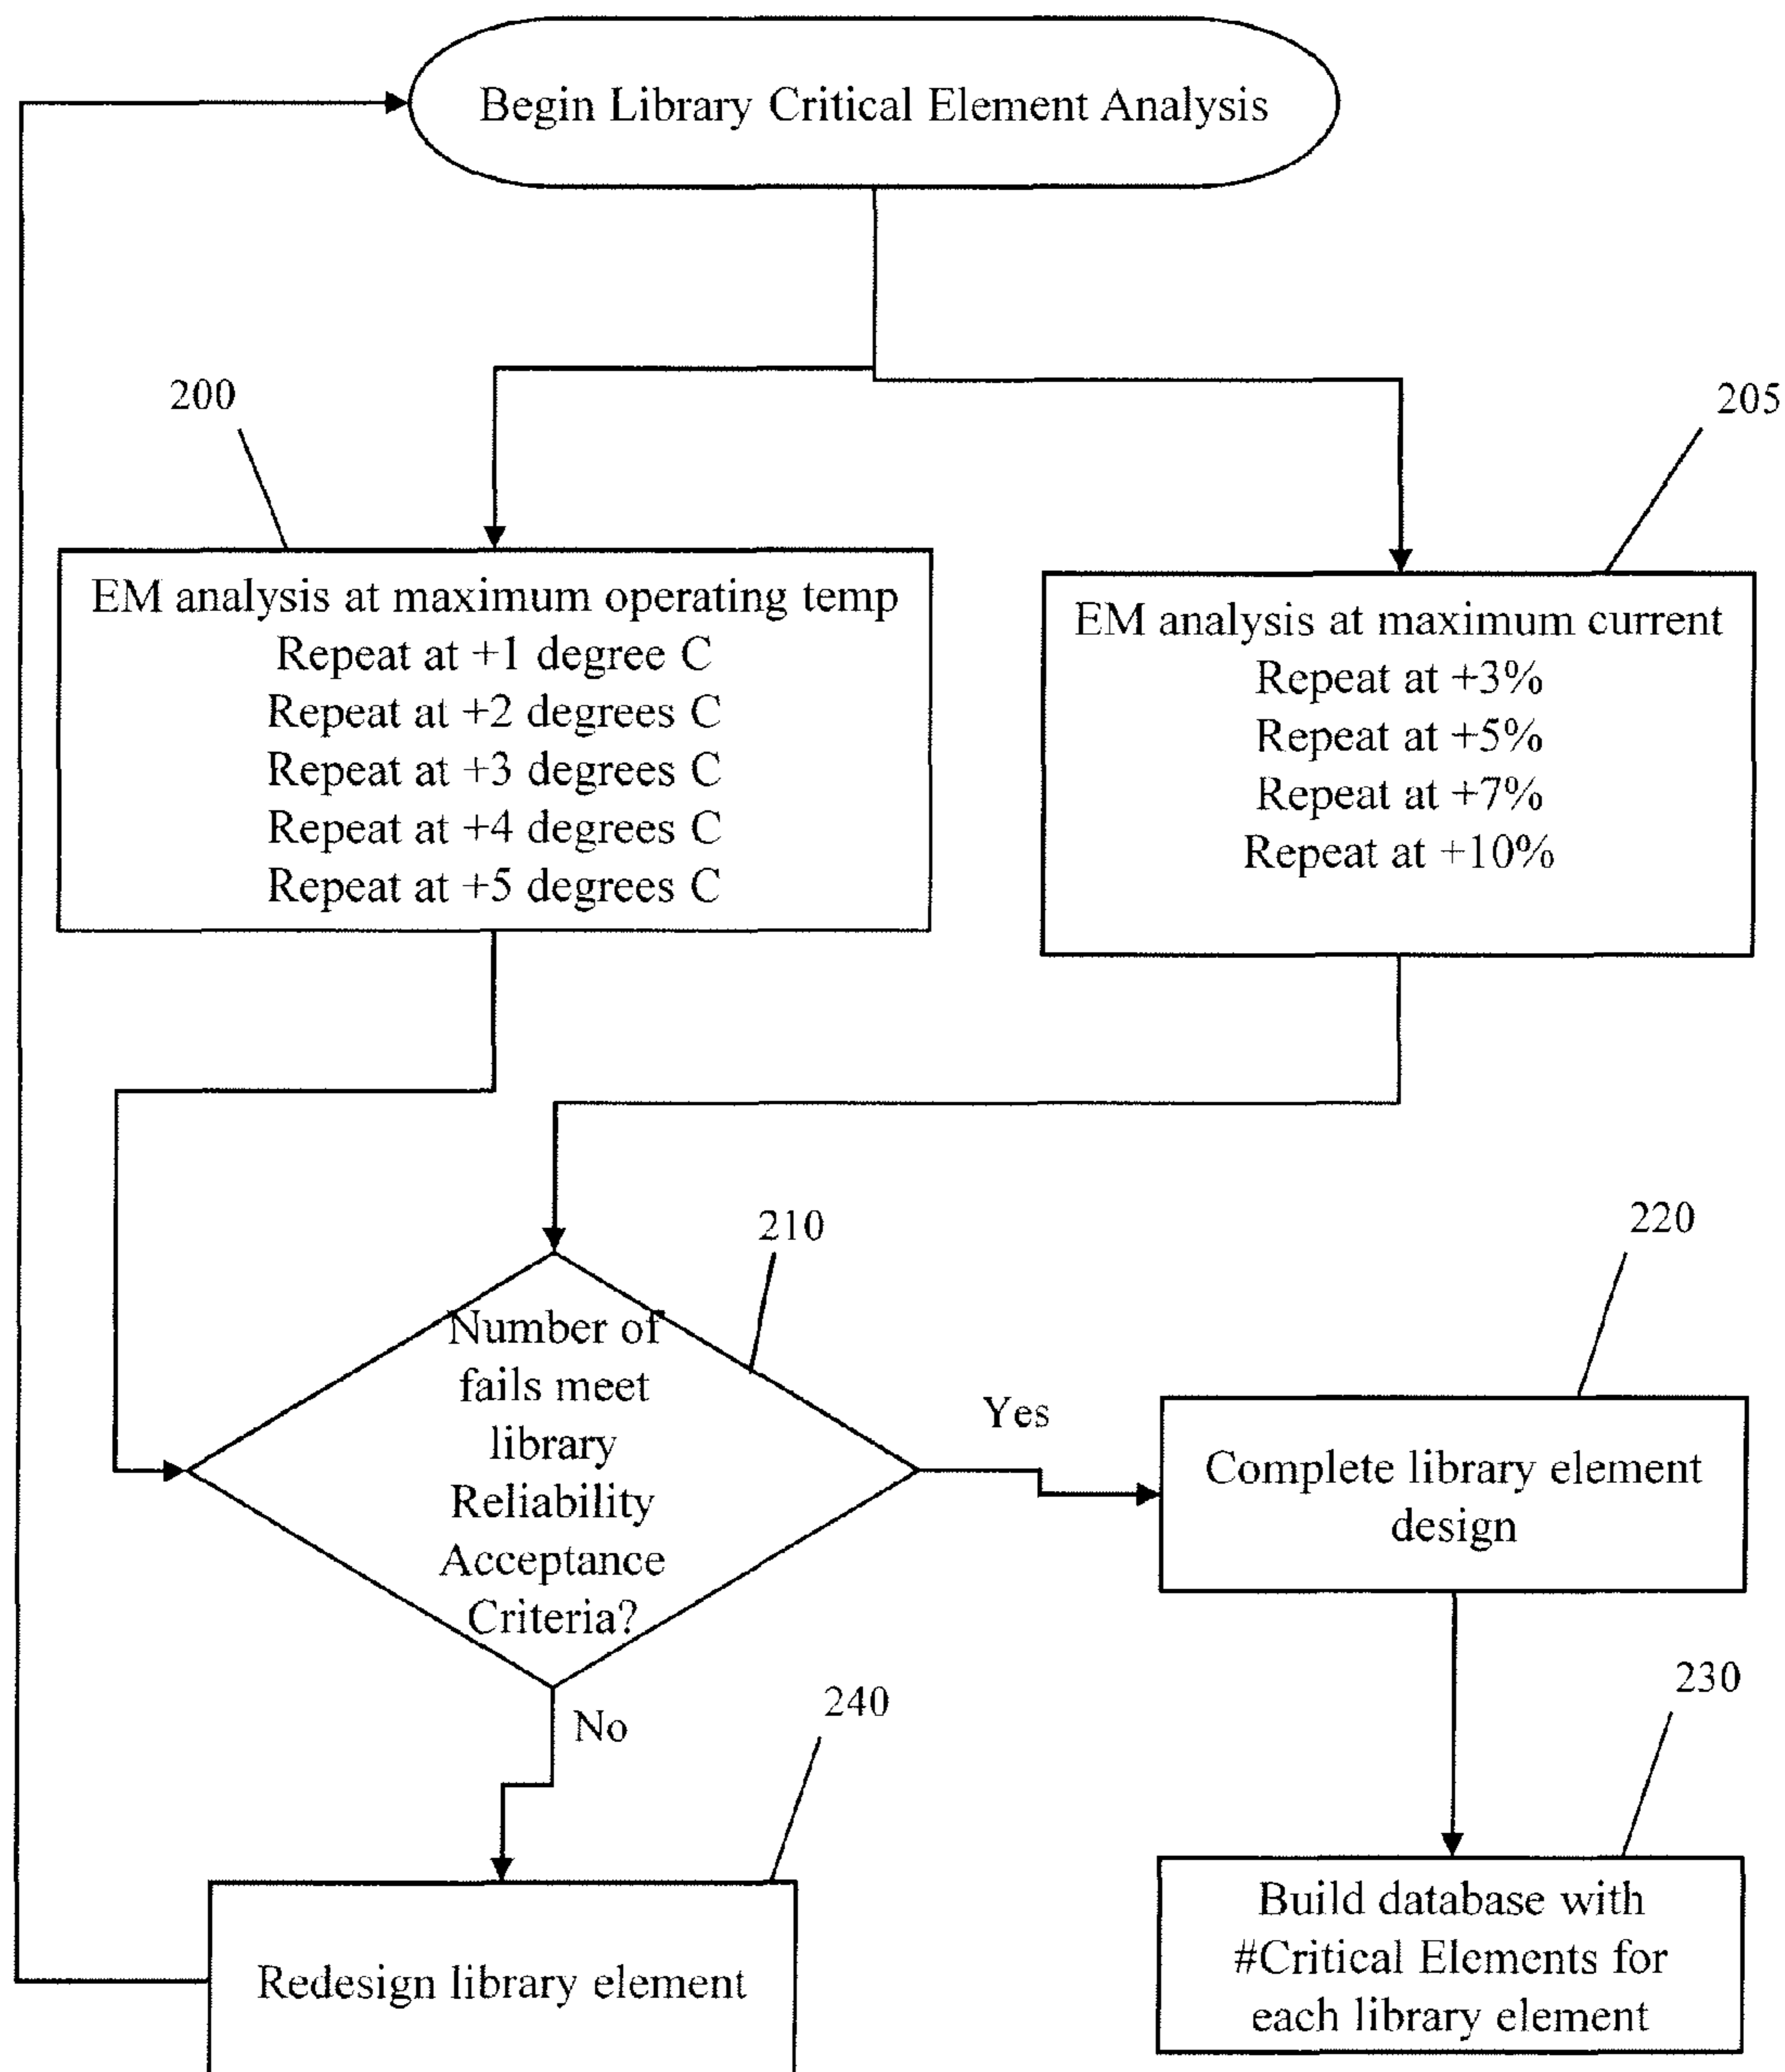 Begin Library Critical Element Analysis
200
205
EM analysis at maximum operating temp
Repeat at +1 degree C
Repeat at +2 degrees C
Repeat at +3 degrees C
Repeat at +4 degrees C
Repeat at +5 degrees C
EM analysis at maximum current
Repeat at +3%
Repeat at +5%
Repeat at +7%
Repeat at +10%
210
Number of
fails meet
library
Reliability
Acceptance
Criteria?
Yes
220
Complete library element
design
No
240
Redesign library element
230
Build database with
#Critical Elements for
each library element